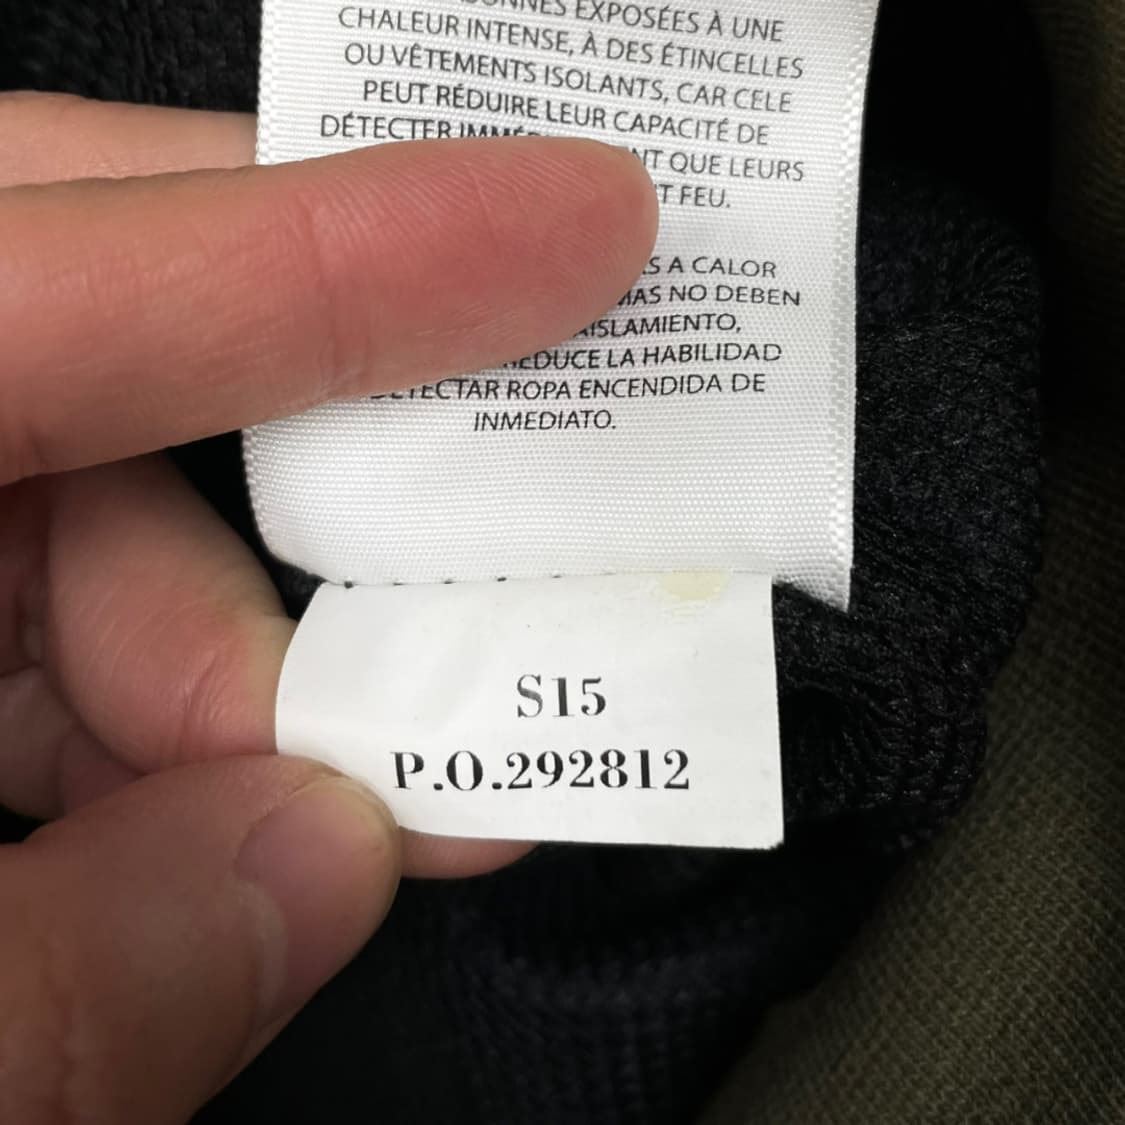 EXPOSÉES À UNE
CHALEUR INTENSE, À DES ÉTINCELLES
OU VÊTEMENTS ISOLANTS, CAR CELE
PEUT RÉDUIRE LEUR CAPACITÉ DE
DÉTECTER
QUE LEURS
FEU.
A CALOR
NO DEBEN
AISLAMIENTO,
REDUCE LA HABILIDAD
ROPA ENCENDIDA DE
INMEDIATO.
S15
P.O.292812